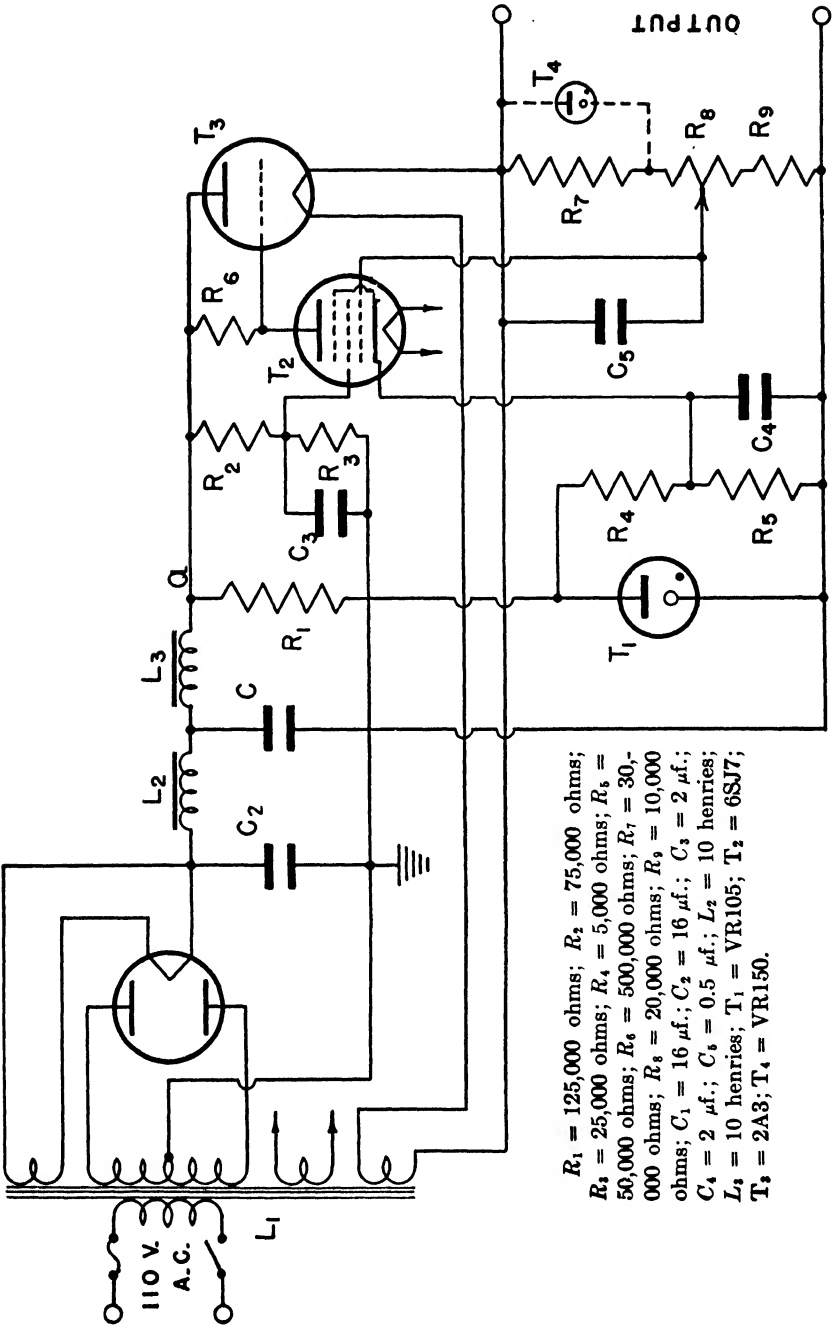 110 V.
A.C.
L₁
L₂
L₃
C₂
C
a
R₁
R₂
R₃
C₃
R₆
T₂
T₃
T₁
R₄
R₅
C₄
C₅
R₇
R₈
R₉
T₄
OUTPUT
R₁ = 125,000 ohms; R₂ = 75,000 ohms;
R₃ = 25,000 ohms; R₄ = 5,000 ohms; R₅ =
50,000 ohms; R₆ = 500,000 ohms; R₇ = 30,-
000 ohms; R₈ = 20,000 ohms; R₉ = 10,000
ohms; C₁ = 16 μf.; C₂ = 16 μf.; C₃ = 2 μf.;
C₄ = 2 μf.; C₅ = 0.5 μf.; L₂ = 10 henries;
L₃ = 10 henries; T₁ = VR105; T₂ = 6SJ7;
T₃ = 2A3; T₄ = VR150.